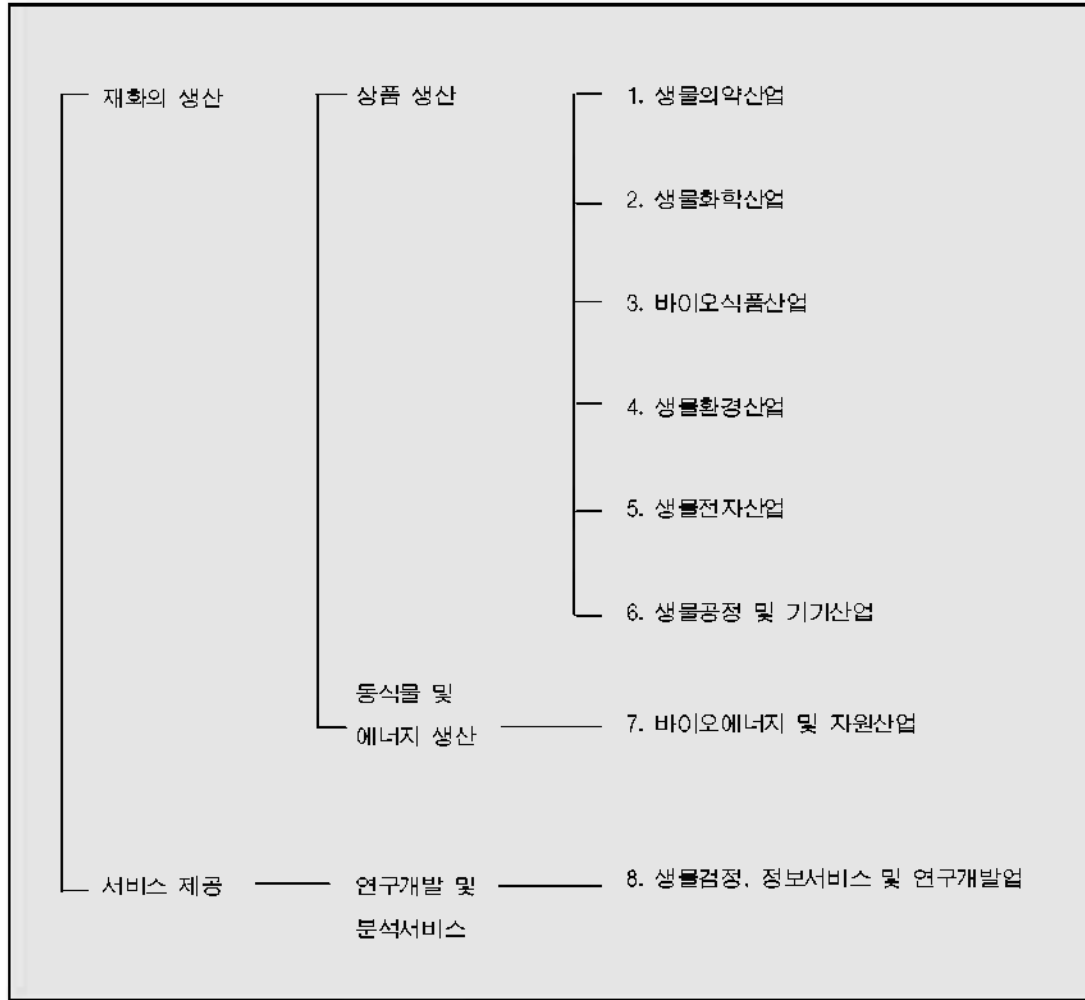 재화의 생산
상품 생산
1. 생물의약산업
2. 생물화학산업
3. 바이오식품산업
4. 생물환경산업
5. 생물전자산업
6. 생물공정 및 기기산업
동식물 및
에너지 생산
7. 바이오에너지 및 자원산업
서비스 제공
연구개발 및
분석서비스
8. 생물검정, 정보서비스 및 연구개발업